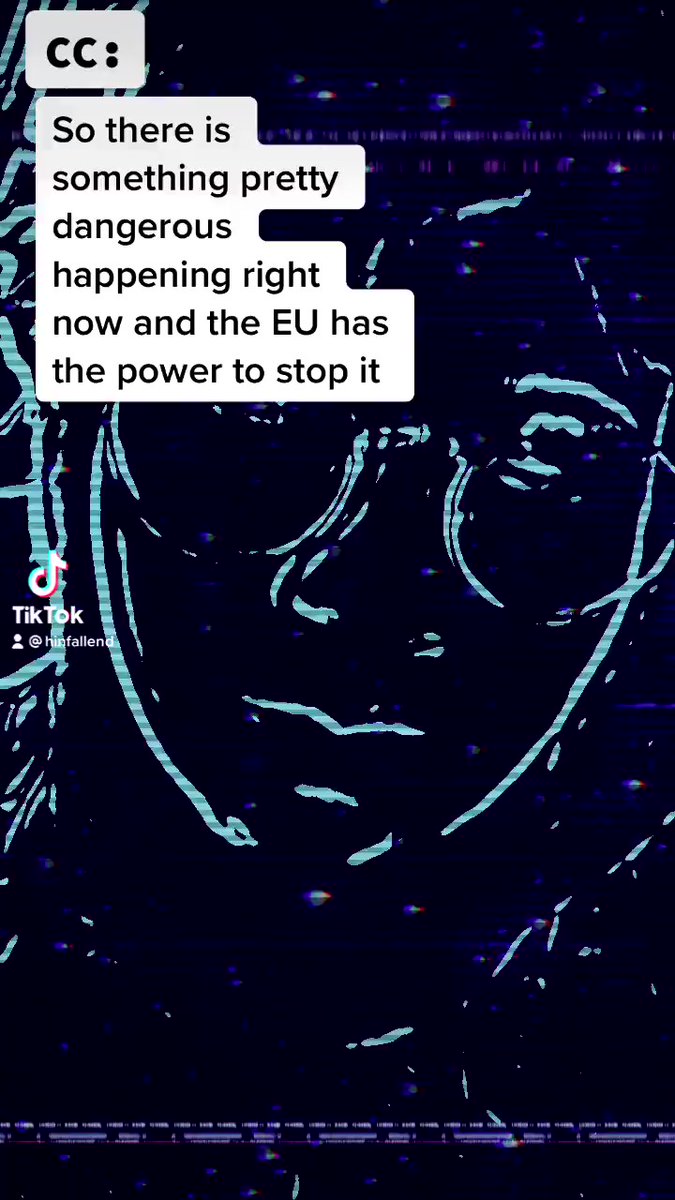 CC:
So there is
something pretty
dangerous
happening right
now and the EU has
the power to stop it
TikTok
@hinfallend